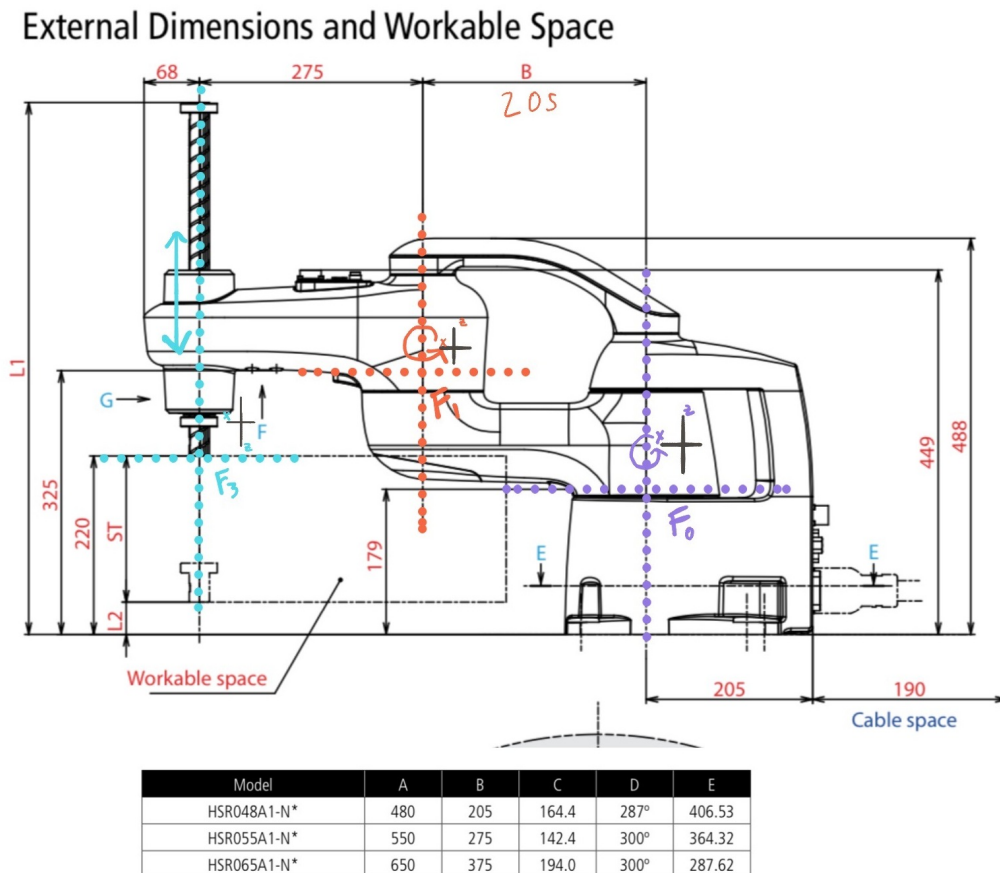 External Dimensions and Workable Space
68
275
B
205
L1
325
220
ST
L2
179
449
488
G
F
F₁
F₃
F₀
x
z
x
z
x
z
E
E
Workable space
205
190
Cable space
Model A B C D E
HSR048A1-N* 480 205 164.4 287° 406.53
HSR055A1-N* 550 275 142.4 300° 364.32
HSR065A1-N* 650 375 194.0 300° 287.62